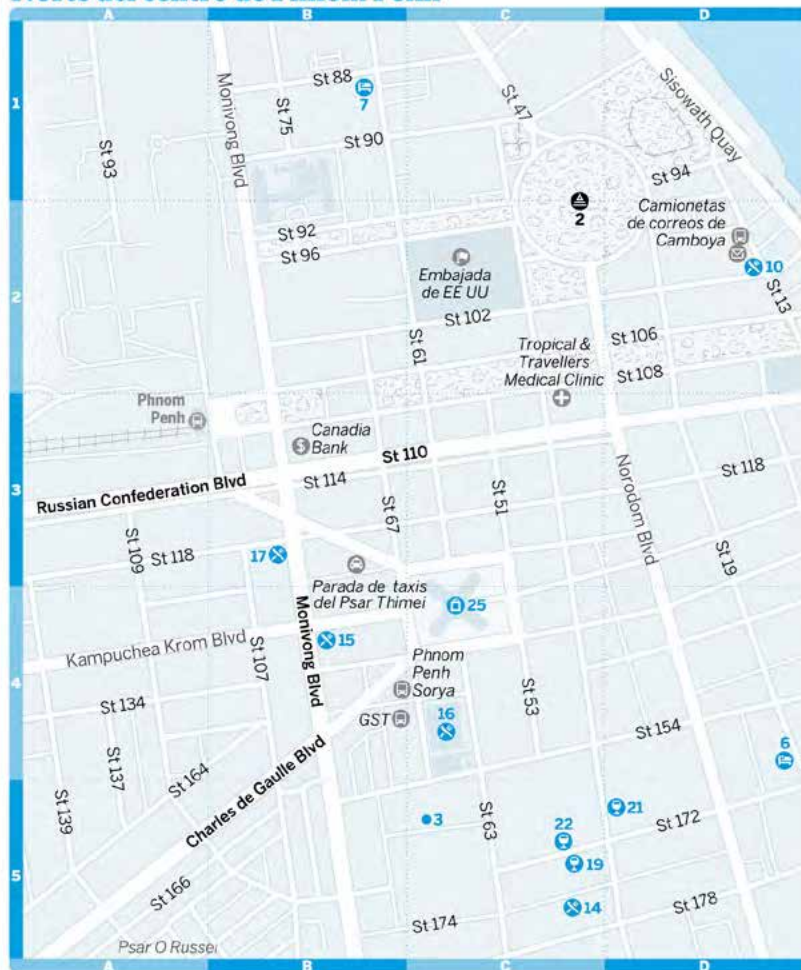 A
B
C
D
1
St 88
7
St 47
Sisowath Quay
Monivong Blvd
St 75
St 90
St 93
St 94
2
Camionetas
de correos de
Camboya
St 92
St 96
10
Embajada
de EE UU
2
St 13
St 102
St 61
St 106
Tropical &
Travellers
Medical Clinic
St 108
Phnom
Penh
Canadia
Bank
St 110
3
St 114
St 118
Russian Confederation Blvd
St 67
St 51
Norodom Blvd
St 109
St 118
17
St 19
Parada de taxis
del Psar Thimei
25
Monivong Blvd
Kampuchea Krom Blvd
15
St 107
Phnom
Penh
Sorya
4
St 53
St 134
GST
16
St 154
6
St 137
St 164
Charles de Gaulle Blvd
St 139
3
St 63
21
22
St 172
19
5
St 166
14
St 178
St 174
Psar O Russei
A
B
C
D